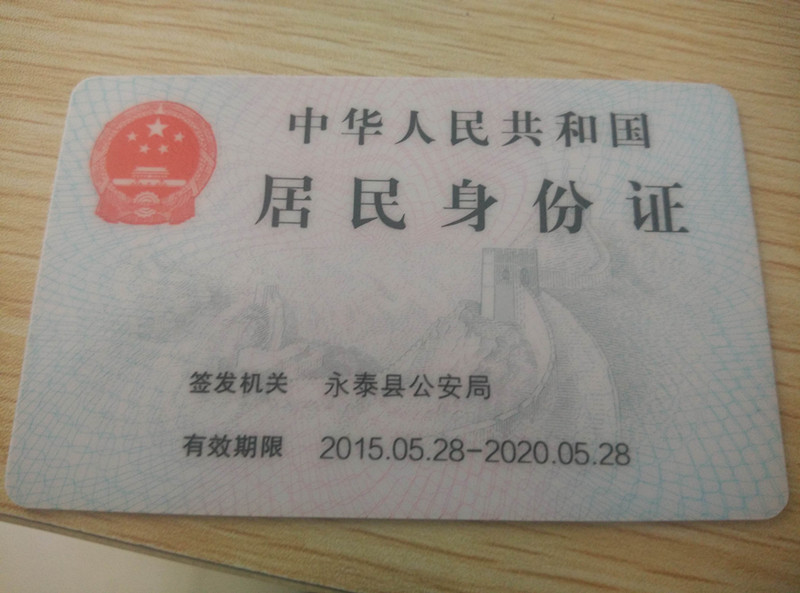 中华人民共和国
居民身份证
签发机关 永泰县公安局
有效期限 2015.05.28-2020.05.28